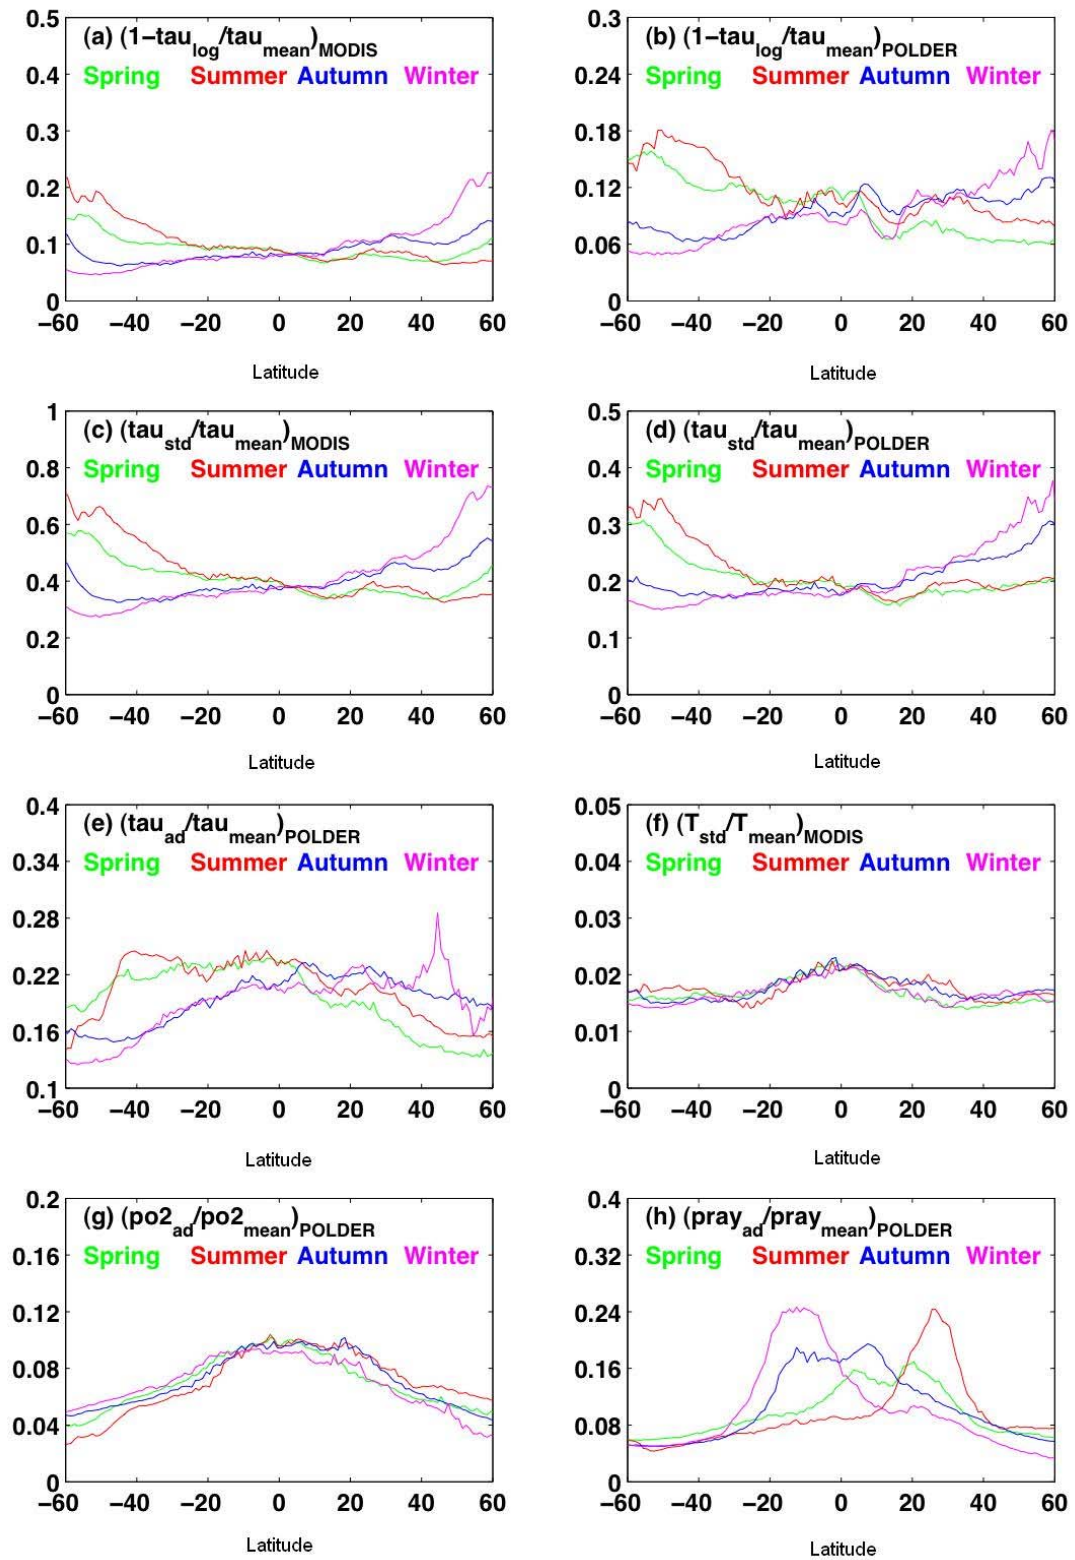 (a) (1−tau_log/tau_mean)_MODIS
Spring Summer Autumn Winter
0.5
0.4
0.3
0.2
0.1
0
−60 −40 −20 0 20 40 60
Latitude
(b) (1−tau_log/tau_mean)_POLDER
Spring Summer Autumn Winter
0.3
0.24
0.18
0.12
0.06
0
−60 −40 −20 0 20 40 60
Latitude
(c) (tau_std/tau_mean)_MODIS
Spring Summer Autumn Winter
1
0.8
0.6
0.4
0.2
0
−60 −40 −20 0 20 40 60
Latitude
(d) (tau_std/tau_mean)_POLDER
Spring Summer Autumn Winter
0.5
0.4
0.3
0.2
0.1
0
−60 −40 −20 0 20 40 60
Latitude
(e) (tau_ad/tau_mean)_POLDER
Spring Summer Autumn Winter
0.4
0.34
0.28
0.22
0.16
0.1
−60 −40 −20 0 20 40 60
Latitude
(f) (T_std/T_mean)_MODIS
Spring Summer Autumn Winter
0.05
0.04
0.03
0.02
0.01
0
−60 −40 −20 0 20 40 60
Latitude
(g) (po2_ad/po2_mean)_POLDER
Spring Summer Autumn Winter
0.2
0.16
0.12
0.08
0.04
0
−60 −40 −20 0 20 40 60
Latitude
(h) (pray_ad/pray_mean)_POLDER
Spring Summer Autumn Winter
0.4
0.32
0.24
0.16
0.08
0
−60 −40 −20 0 20 40 60
Latitude